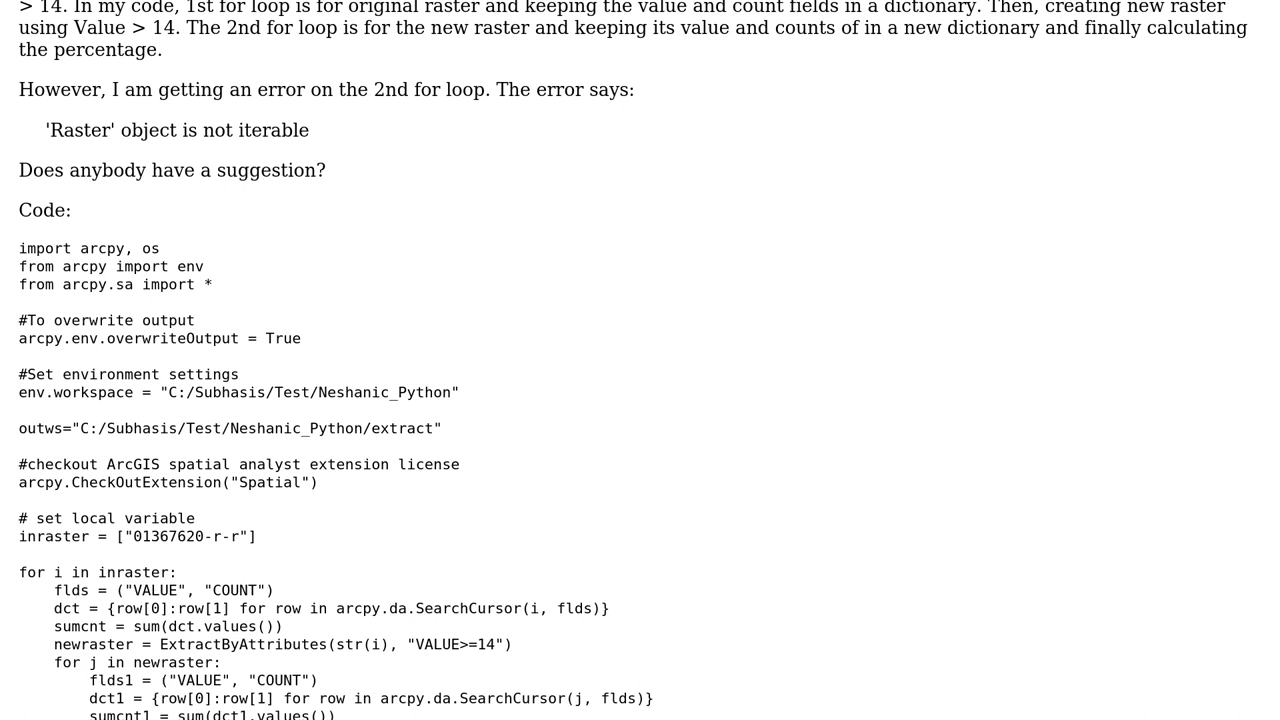 > 14. In my code, 1st for loop is for original raster and keeping the value and count fields in a dictionary. Then, creating new raster
using Value > 14. The 2nd for loop is for the new raster and keeping its value and counts of in a new dictionary and finally calculating
the percentage.
However, I am getting an error on the 2nd for loop. The error says:
'Raster' object is not iterable
Does anybody have a suggestion?
Code:
import arcpy, os
from arcpy import env
from arcpy.sa import *
#To overwrite output
arcpy.env.overwriteOutput = True
#Set environment settings
env.workspace = "C:/Subhasis/Test/Neshanic_Python"
outws="C:/Subhasis/Test/Neshanic_Python/extract"
#checkout ArcGIS spatial analyst extension license
arcpy.CheckOutExtension("Spatial")
# set local variable
inraster = ["01367620-r-r"]
for i in inraster:
    flds = ("VALUE", "COUNT")
    dct = {row[0]:row[1] for row in arcpy.da.SearchCursor(i, flds)}
    sumcnt = sum(dct.values())
    newraster = ExtractByAttributes(str(i), "VALUE>=14")
    for j in newraster:
        flds1 = ("VALUE", "COUNT")
        dct1 = {row[0]:row[1] for row in arcpy.da.SearchCursor(j, flds)}
        sumcnt1 = sum(dct1.values())